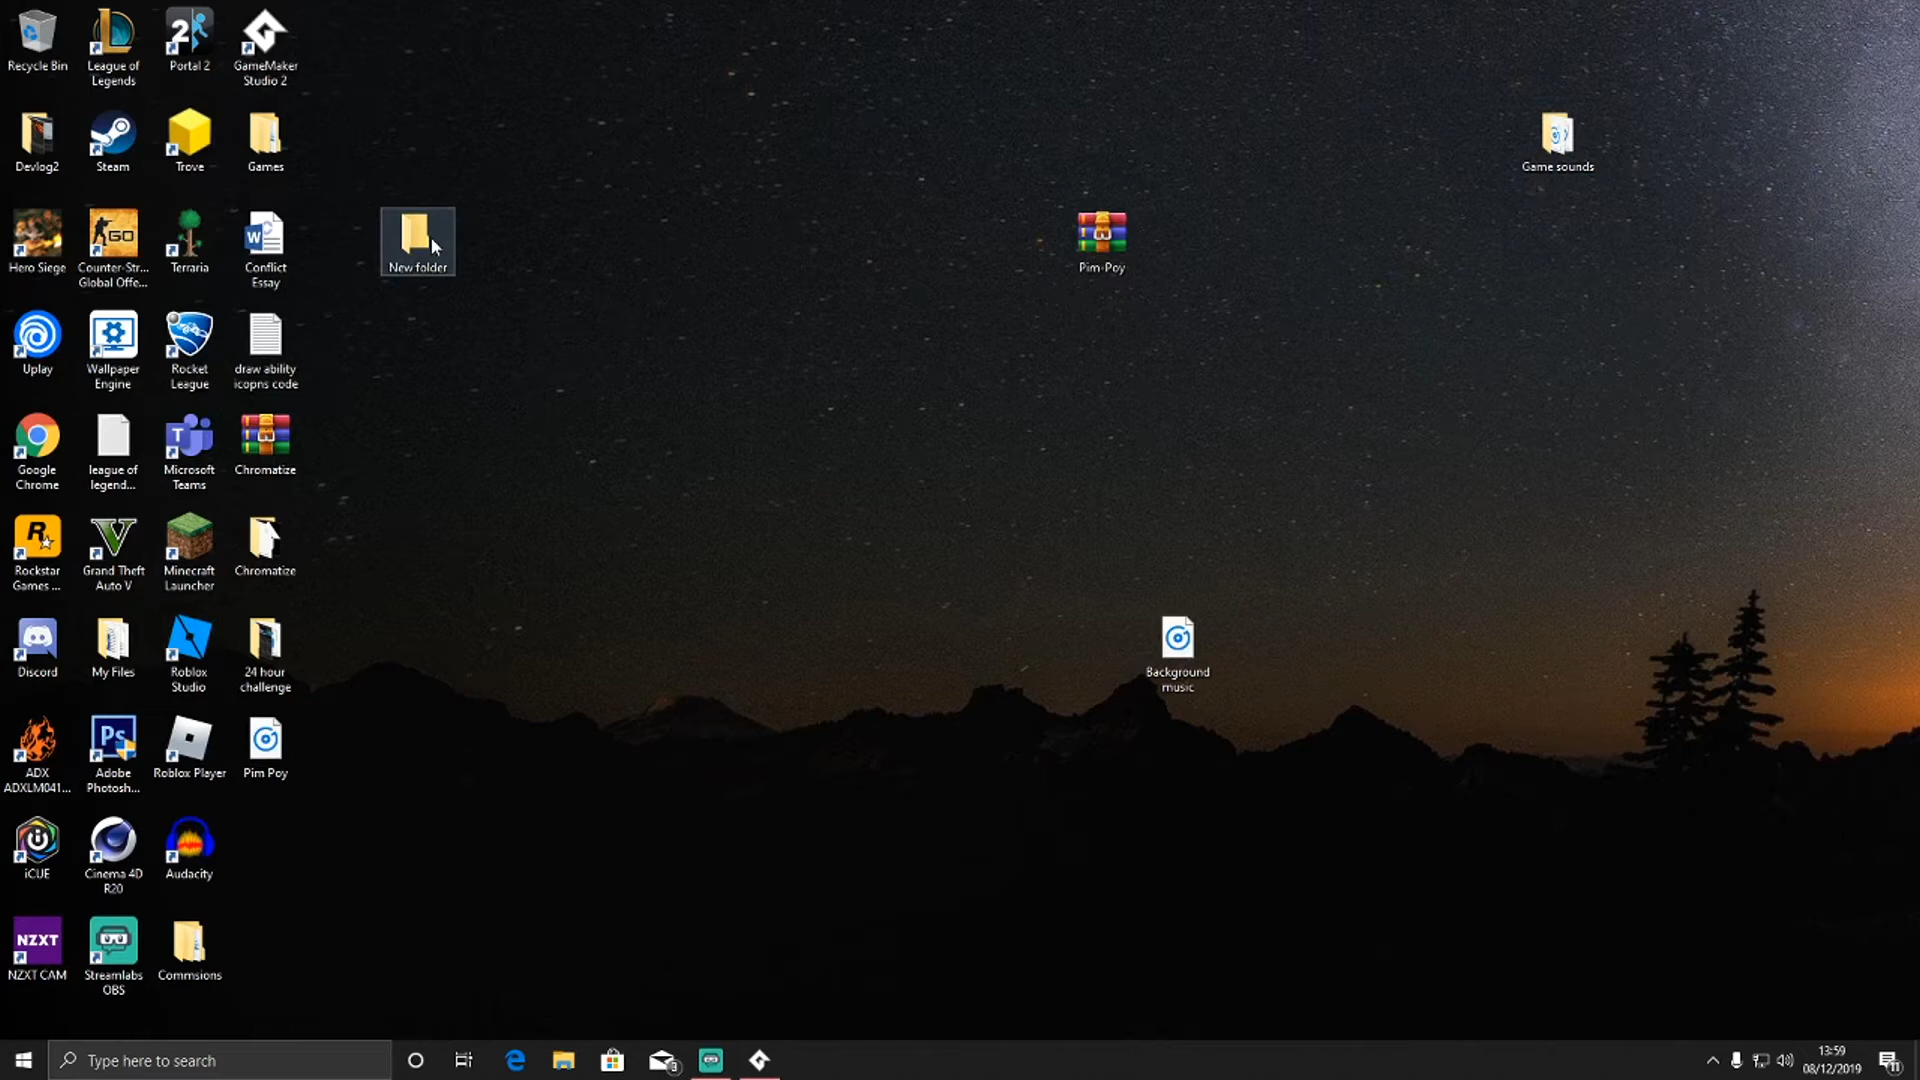 Recycle Bin
League of
Legends
Portal 2
GameMaker
Studio 2
Devlog2
Steam
Trove
Games
Game sounds
Hero Siege
GO
Counter-Str...
Global Offe...
Terraria
Conflict
Essay
New folder
Pim-Poy
Uplay
Wallpaper
Engine
Rocket
League
draw ability
icopns code
Google
Chrome
league of
legend...
Microsoft
Teams
Chromatize
Rockstar
Games ...
Grand Theft
Auto V
Minecraft
Launcher
Chromatize
Discord
My Files
Roblox
Studio
24 hour
challenge
Background
music
ADX
ADXLM041...
Ps
Adobe
Photosh...
Roblox Player
Pim Poy
iCUE
Cinema 4D
R20
Audacity
NZXT
NZXT CAM
Streamlabs
OBS
Commsions
Type here to search
3
13:59
08/12/2019
11